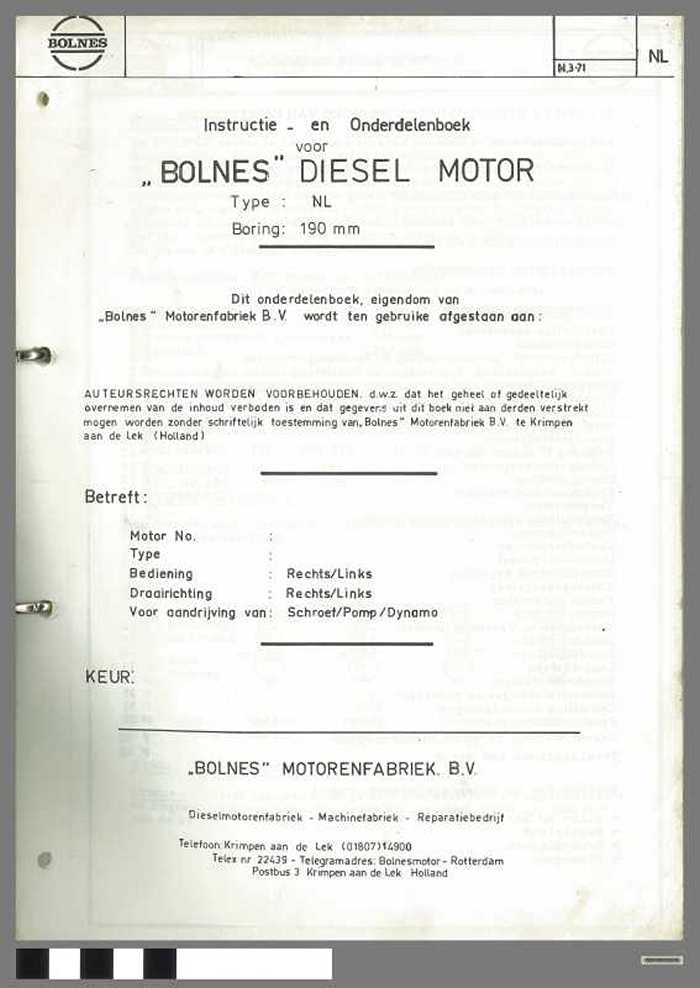 BOLNES
N.3-71
NL
Instructie - en Onderdelenboek
voor
„BOLNES" DIESEL MOTOR
Type : NL
Boring: 190 mm
Dit onderdelenboek, eigendom van
„Bolnes" Motorenfabriek B.V. wordt ten gebruike afgestaan aan:
AUTEURSRECHTEN WORDEN VOORBEHOUDEN. d.w.z. dat het geheel of gedeeltelijk
overnemen van de inhoud verboden is en dat gegevens uit dit boek niet aan derden verstrekt
mogen worden zonder schriftelijk toestemming van „Bolnes" Motorenfabriek B.V. te Krimpen
aan de Lek (Holland)
Betreft:
Motor No. :
Type :
Bediening : Rechts/Links
Draairichting : Rechts/Links
Voor aandrijving van: Schroef/Pomp/Dynamo
KEUR:
„BOLNES" MOTORENFABRIEK. B.V.
Dieselmotorenfabriek - Machinefabriek - Reparatiebedrijf
Telefoon: Krimpen aan de Lek (01807)14900
Telex nr 22439 - Telegramadres: Bolnesmotor - Rotterdam
Postbus 3 Krimpen aan de Lek Holland